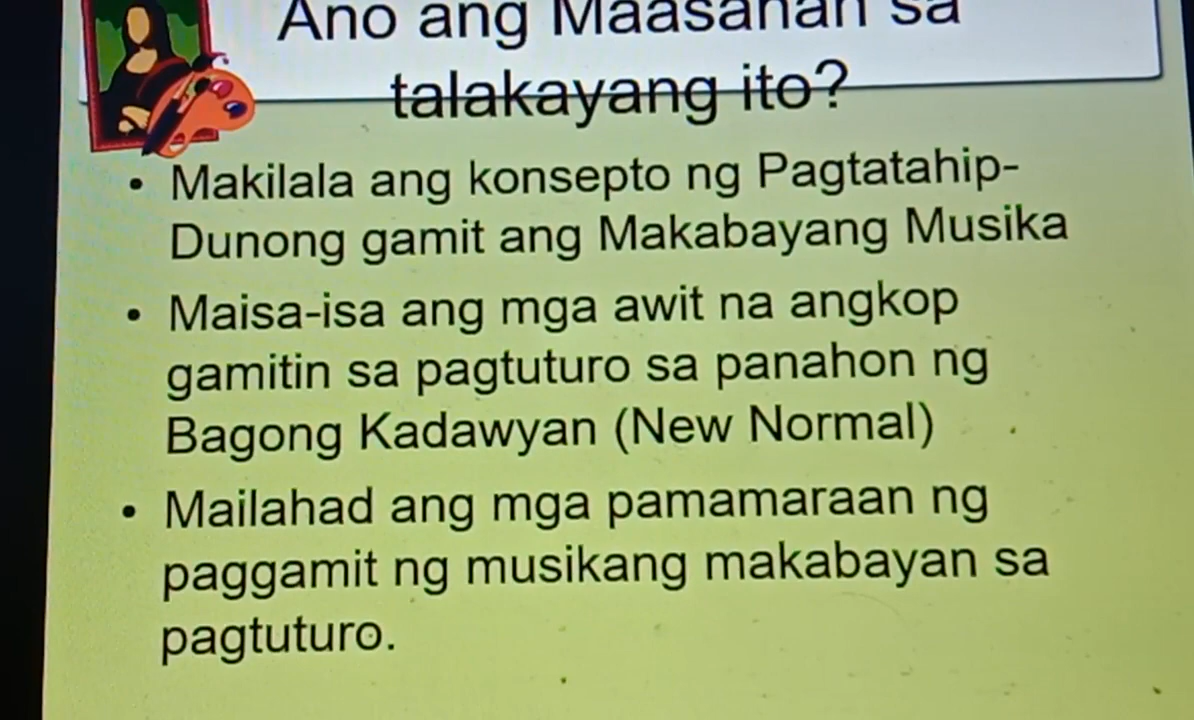 Ano ang Maasahan sa
talakayang ito?
• Makilala ang konsepto ng Pagtatahip-
Dunong gamit ang Makabayang Musika
• Maisa-isa ang mga awit na angkop
gamitin sa pagtuturo sa panahon ng
Bagong Kadawyan (New Normal)
• Mailahad ang mga pamamaraan ng
paggamit ng musikang makabayan sa
pagtuturo.